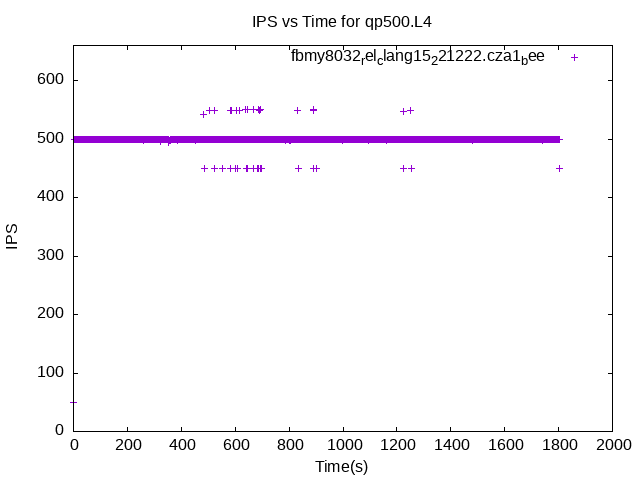 IPS vs Time for qp500.L4
fbmy8032relclang15221222.cza1bee
600
500
400
300
200
100
0
IPS
0 200 400 600 800 1000 1200 1400 1600 1800 2000
Time(s)